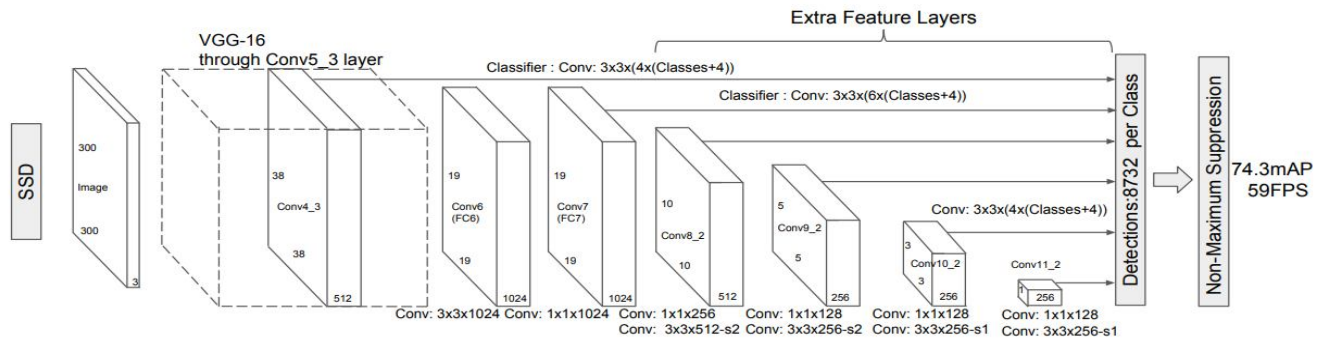 Extra Feature Layers
VGG-16
through Conv5_3 layer
Classifier : Conv: 3x3x(4x(Classes+4))
Classifier : Conv: 3x3x(6x(Classes+4))
SSD
300
Image
300
3
38
Conv4_3
38
512
19
Conv6
(FC6)
19
1024
19
Conv7
(FC7)
19
1024
10
Conv8_2
10
512
5
Conv9_2
5
256
Conv: 3x3x(4x(Classes+4))
3
Conv10_2
3
256
Conv11_2
1
256
Detections:8732 per Class
Non-Maximum Suppression
74.3mAP
59FPS
Conv: 3x3x1024
Conv: 1x1x1024
Conv: 1x1x256
Conv: 3x3x512-s2
Conv: 1x1x128
Conv: 3x3x256-s2
Conv: 1x1x128
Conv: 3x3x256-s1
Conv: 1x1x128
Conv: 3x3x256-s1